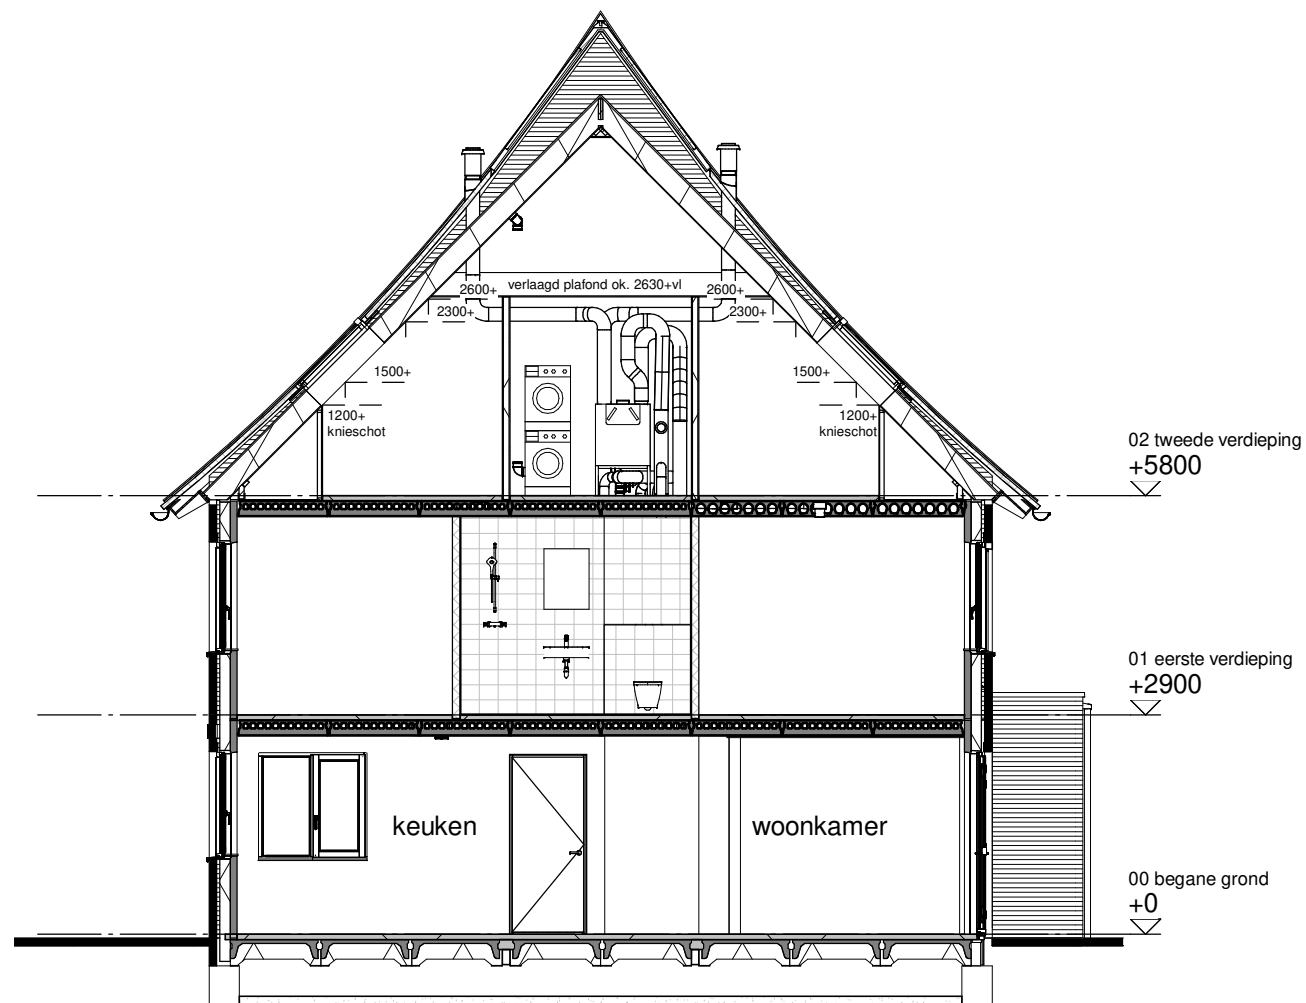 2600+
verlaagd plafond ok. 2630+vl
2600+
2300+
2300+
1500+
1500+
1200+
knieschot
1200+
knieschot
02 tweede verdieping
+5800
01 eerste verdieping
+2900
keuken
woonkamer
00 begane grond
+0